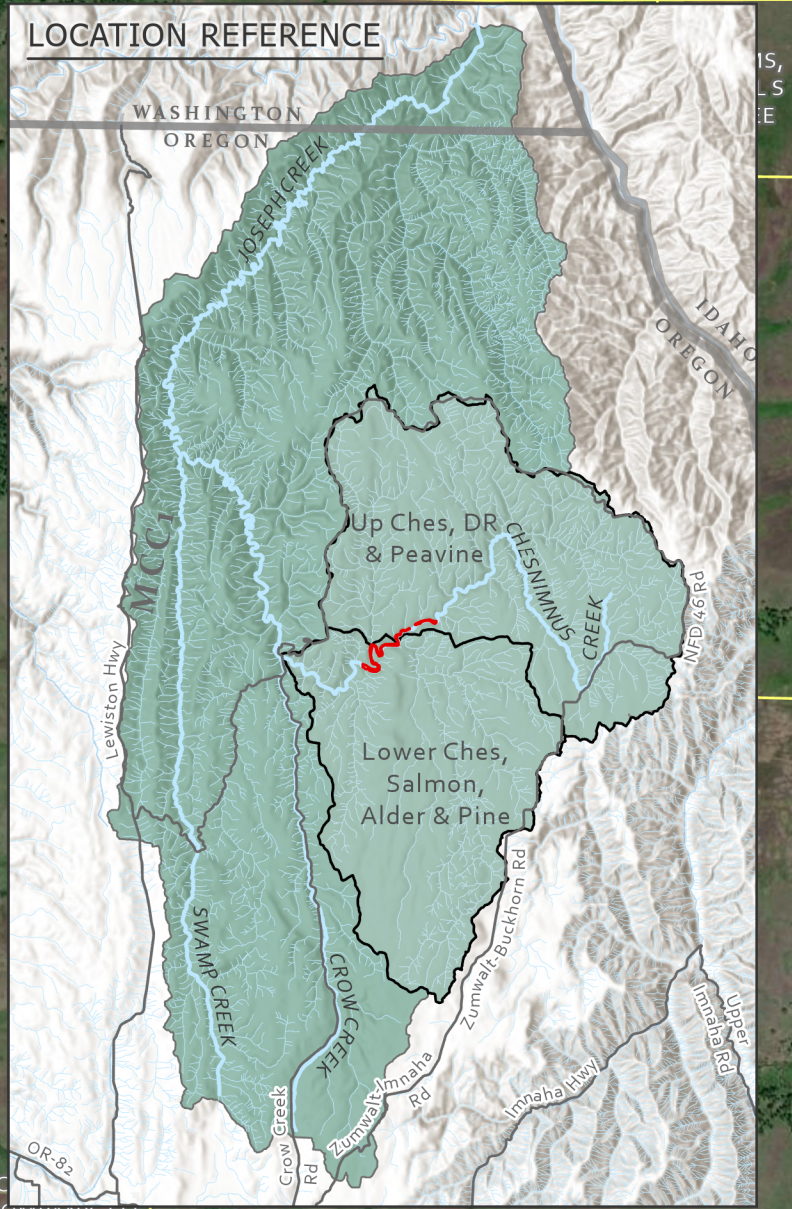 LOCATION REFERENCE
WASHINGTON
OREGON
JOSEPH CREEK
IDAHO
OREGON
MCC1
Up Ches, DR
& Peavine
CHESNIMNUS
CREEK
NFD 46 Rd
Lewiston Hwy
Lower Ches,
Salmon,
Alder & Pine
Zumwalt-Buckhorn Rd
SWAMP CREEK
CROW CREEK
Upper
Imnaha Rd
Zumwalt-Imnaha
Rd
Imnaha Hwy
Crow Creek
Rd
OR-82